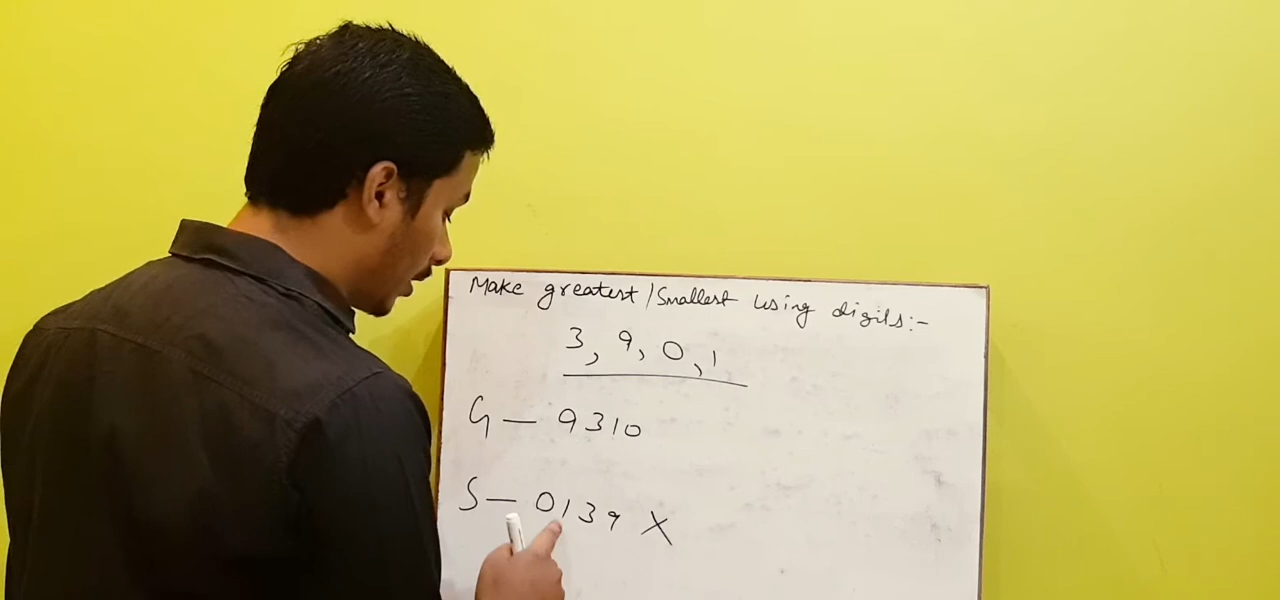 Make greatest/Smallest using digits:-
3, 9, 0, 1
G - 9310
S - 0139 X